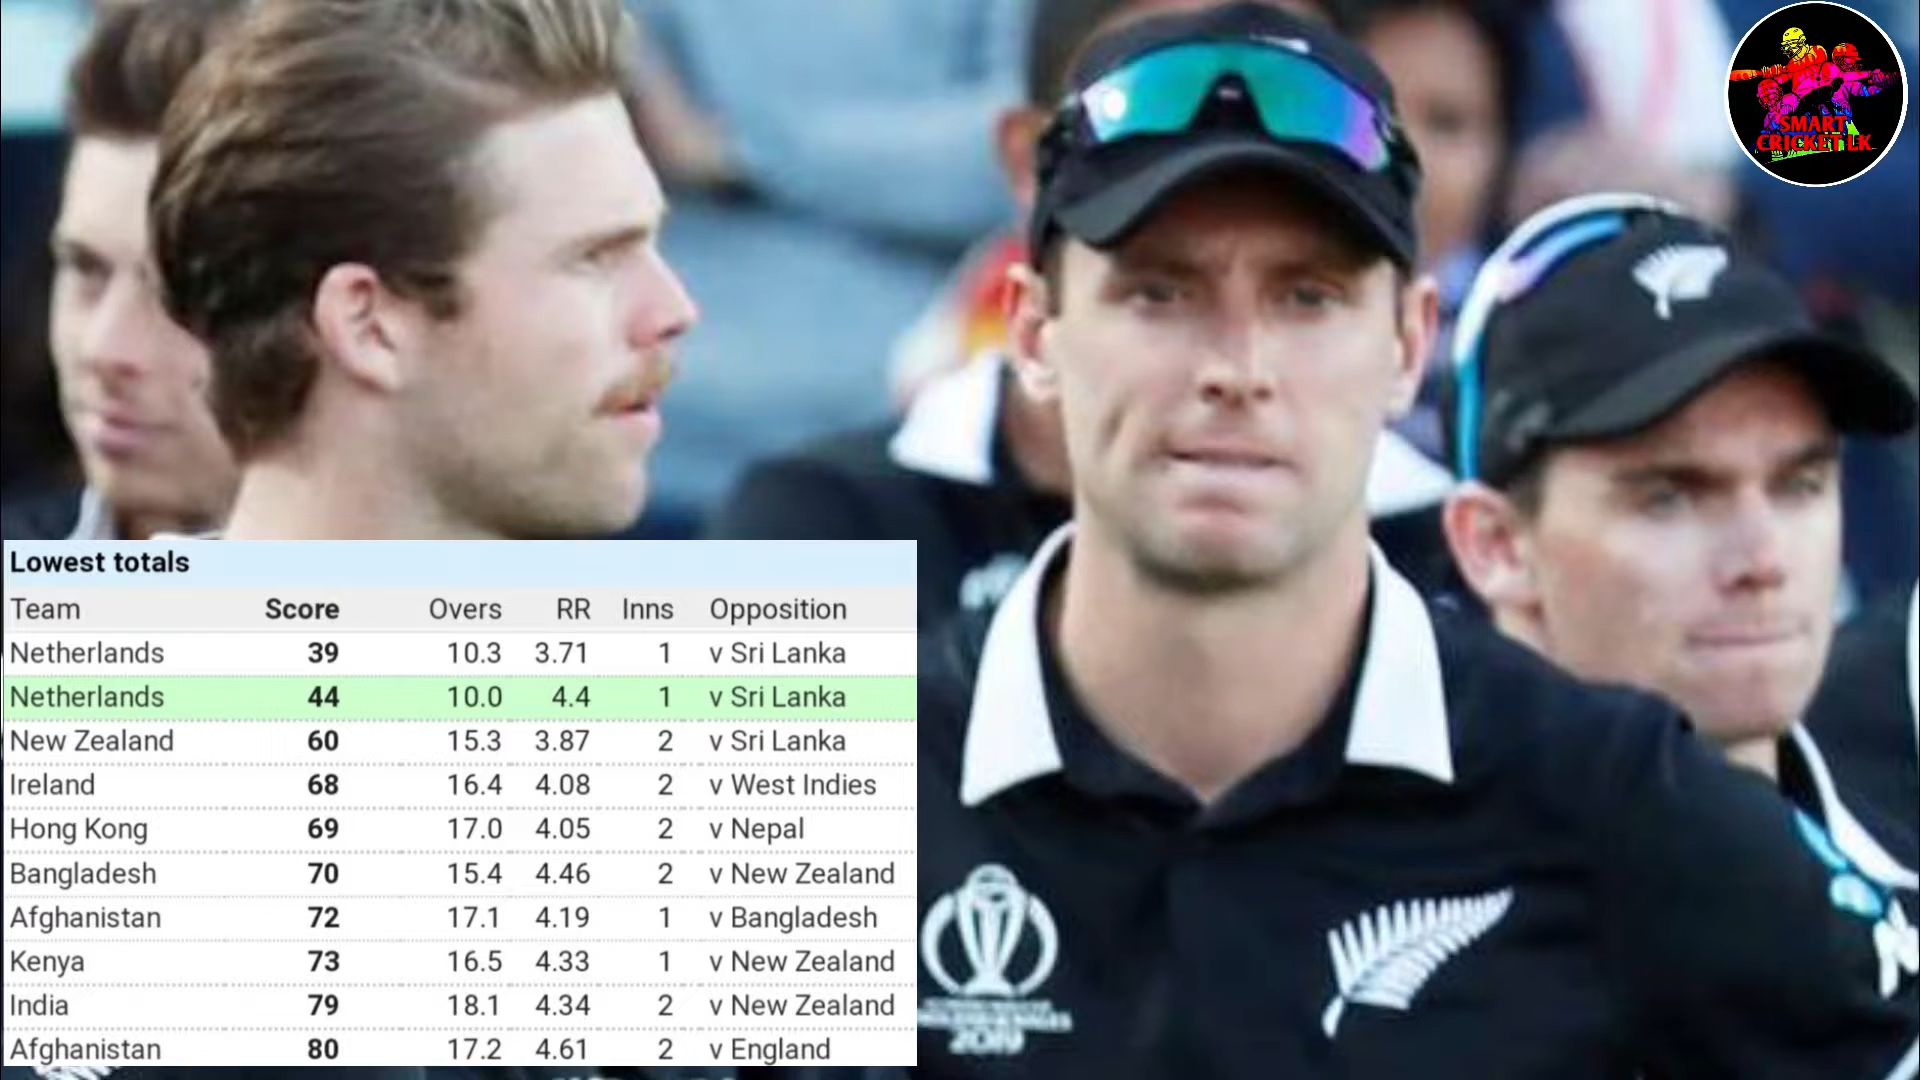 SMART
CRICKET LK
Lowest totals
Team Score Overs RR Inns Opposition
Netherlands 39 10.3 3.71 1 v Sri Lanka
Netherlands 44 10.0 4.4 1 v Sri Lanka
New Zealand 60 15.3 3.87 2 v Sri Lanka
Ireland 68 16.4 4.08 2 v West Indies
Hong Kong 69 17.0 4.05 2 v Nepal
Bangladesh 70 15.4 4.46 2 v New Zealand
Afghanistan 72 17.1 4.19 1 v Bangladesh
Kenya 73 16.5 4.33 1 v New Zealand
India 79 18.1 4.34 2 v New Zealand
Afghanistan 80 17.2 4.61 2 v England
2019